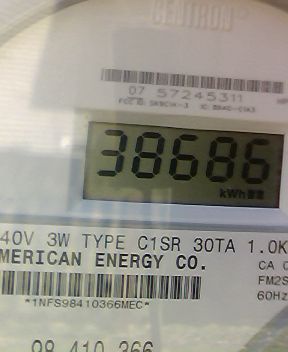 CENTRON
07 57245311
38686
kWh
40V 3W TYPE C1SR 30TA 1.0K
MERICAN ENERGY CO.
CA 0
FM2S
*1NFS98410366MEC*
60Hz
98 410 366